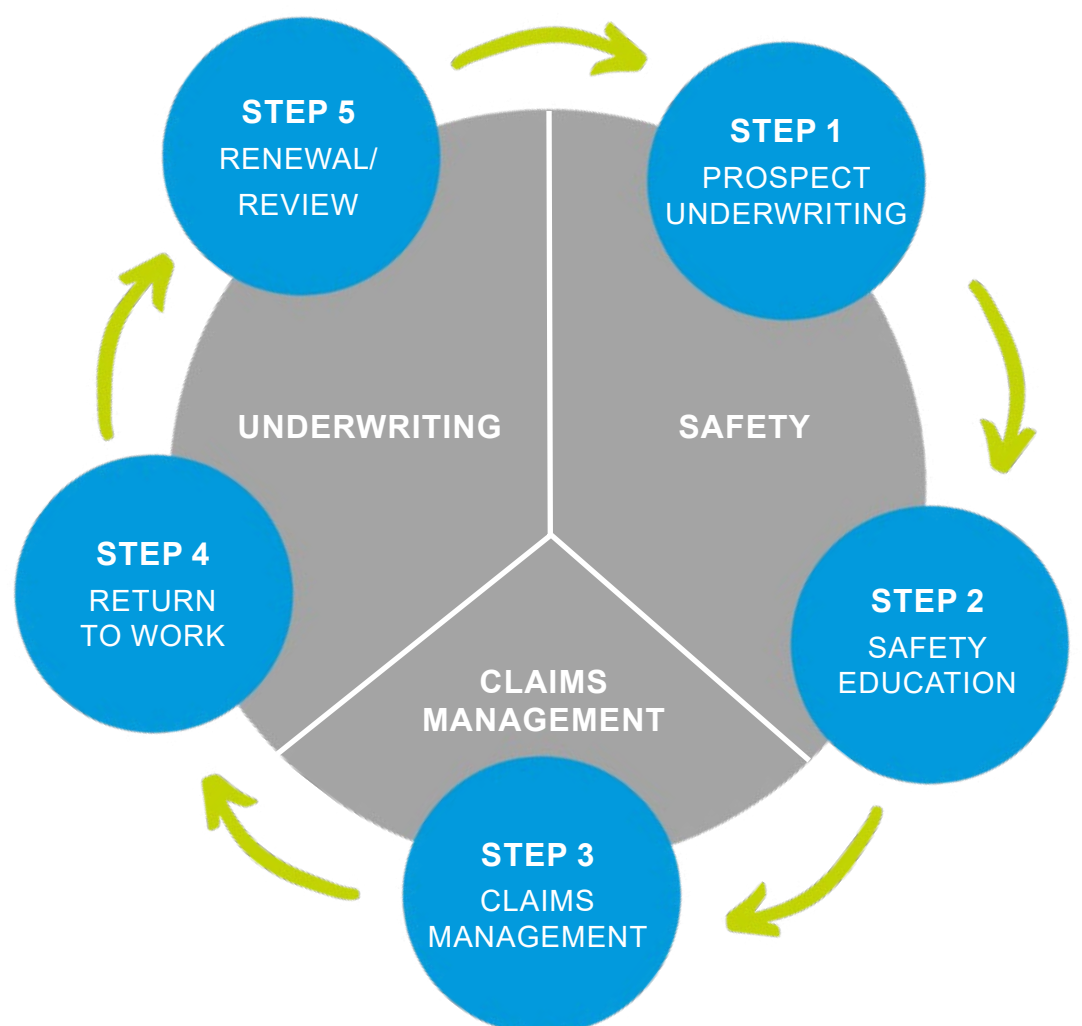 STEP 5
RENEWAL/
REVIEW
STEP 1
PROSPECT
UNDERWRITING
UNDERWRITING
SAFETY
STEP 4
RETURN
TO WORK
STEP 2
SAFETY
EDUCATION
CLAIMS
MANAGEMENT
STEP 3
CLAIMS
MANAGEMENT